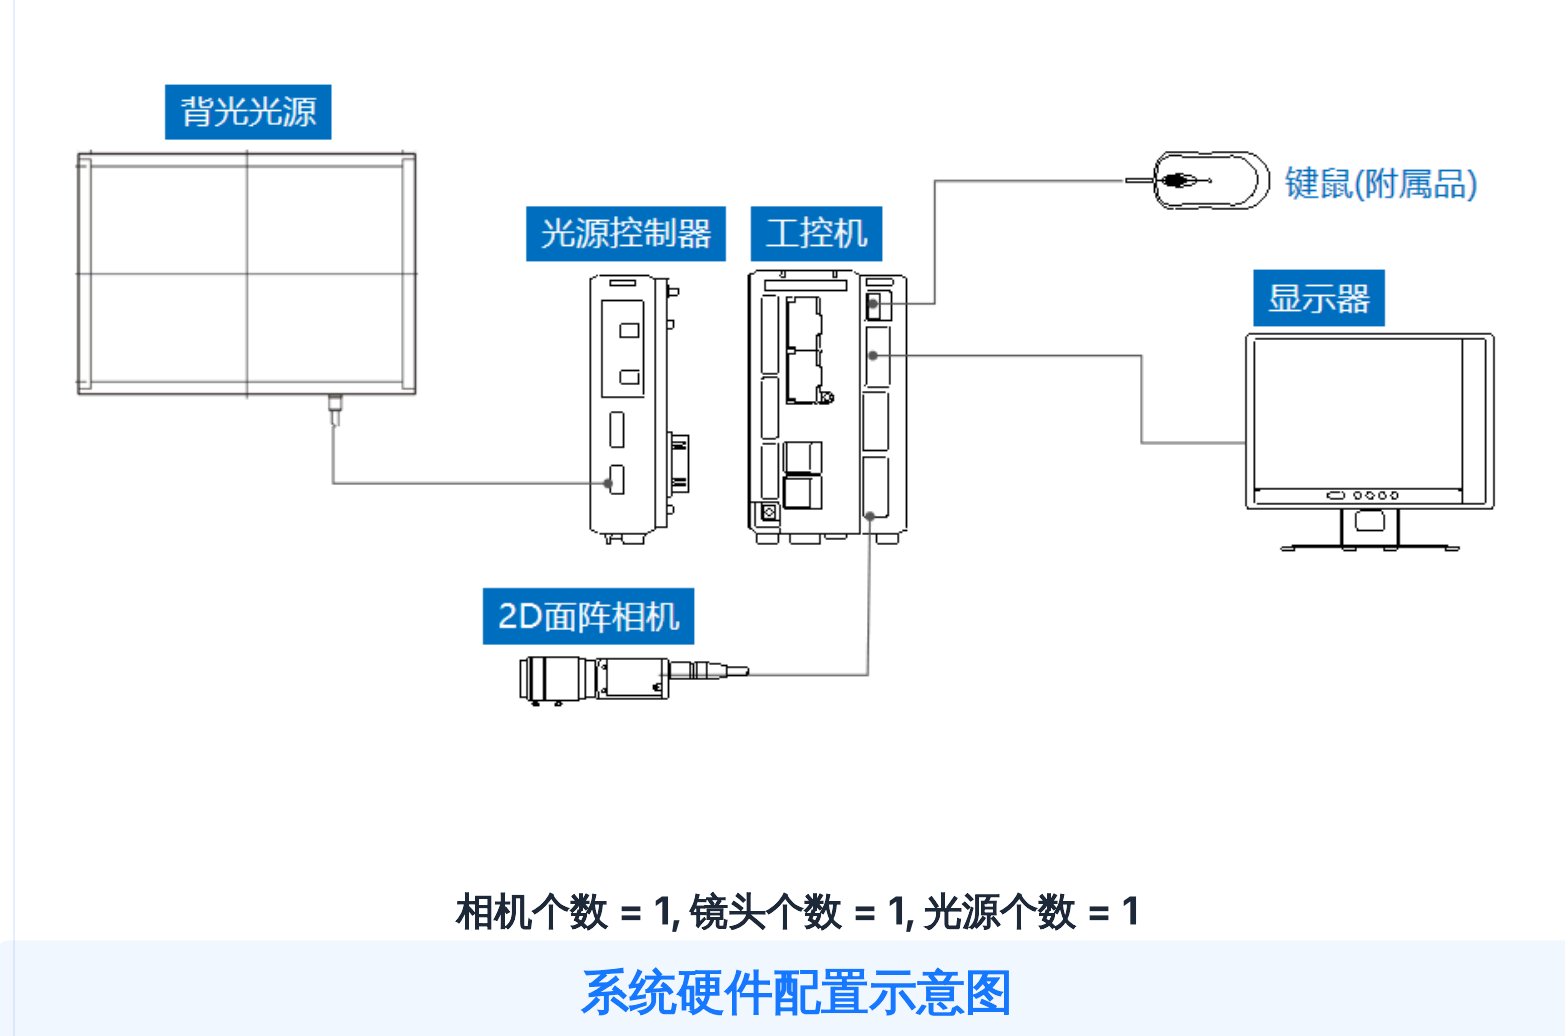 背光光源
键鼠(附属品)
光源控制器
工控机
显示器
2D面阵相机
相机个数 = 1, 镜头个数 = 1, 光源个数 = 1
系统硬件配置示意图